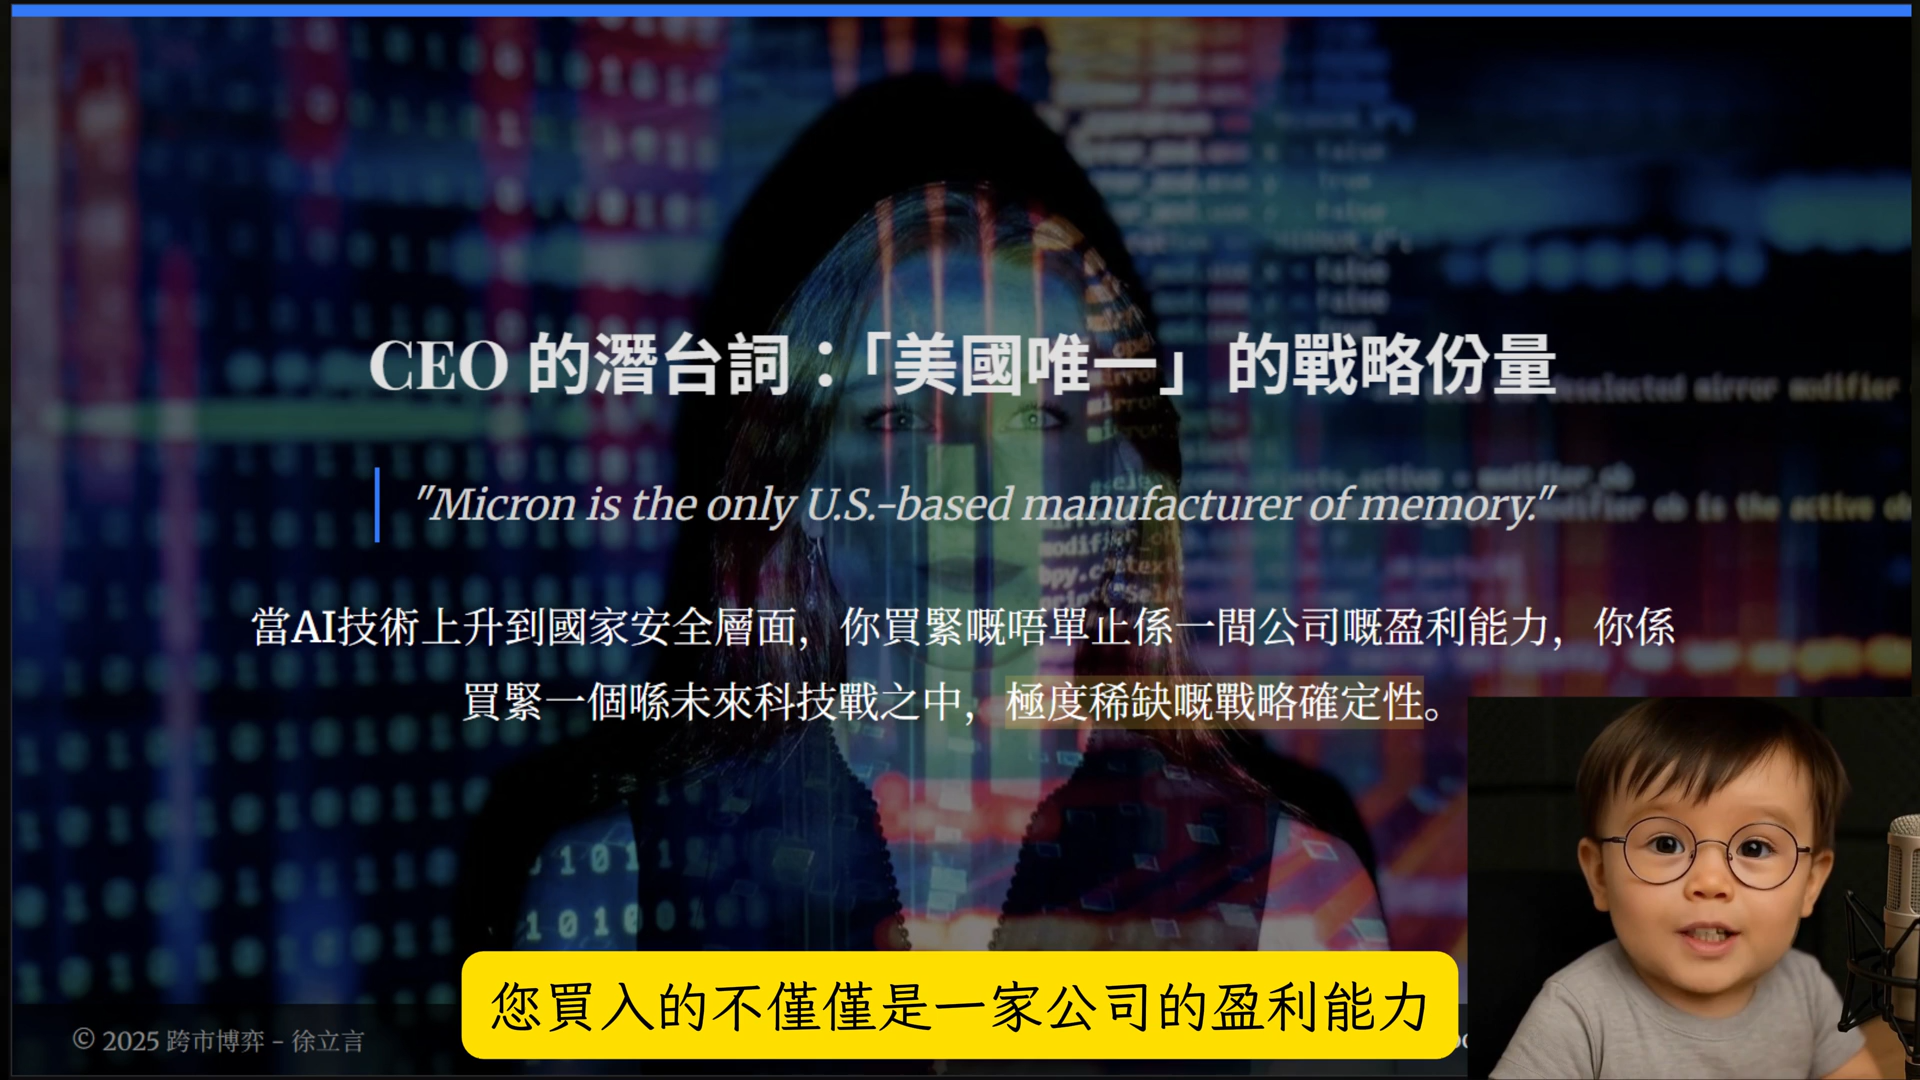 CEO 的潛台詞：「美國唯一」的戰略份量
"Micron is the only U.S.-based manufacturer of memory."
當AI技術上升到國家安全層面，你買緊嘅唔單止係一間公司嘅盈利能力，你係
買緊一個喺未來科技戰之中，極度稀缺嘅戰略確定性。
您買入的不僅僅是一家公司的盈利能力
© 2025 跨市博弈 - 徐立言